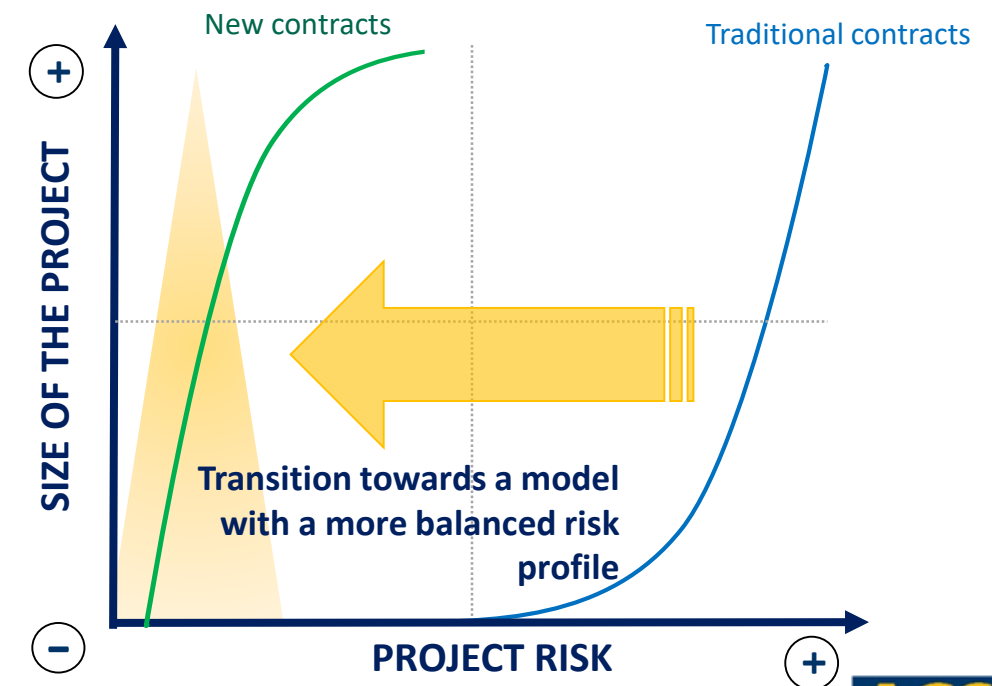 New contracts
Traditional contracts
+
SIZE OF THE PROJECT
Transition towards a model
with a more balanced risk
profile
−
PROJECT RISK
+